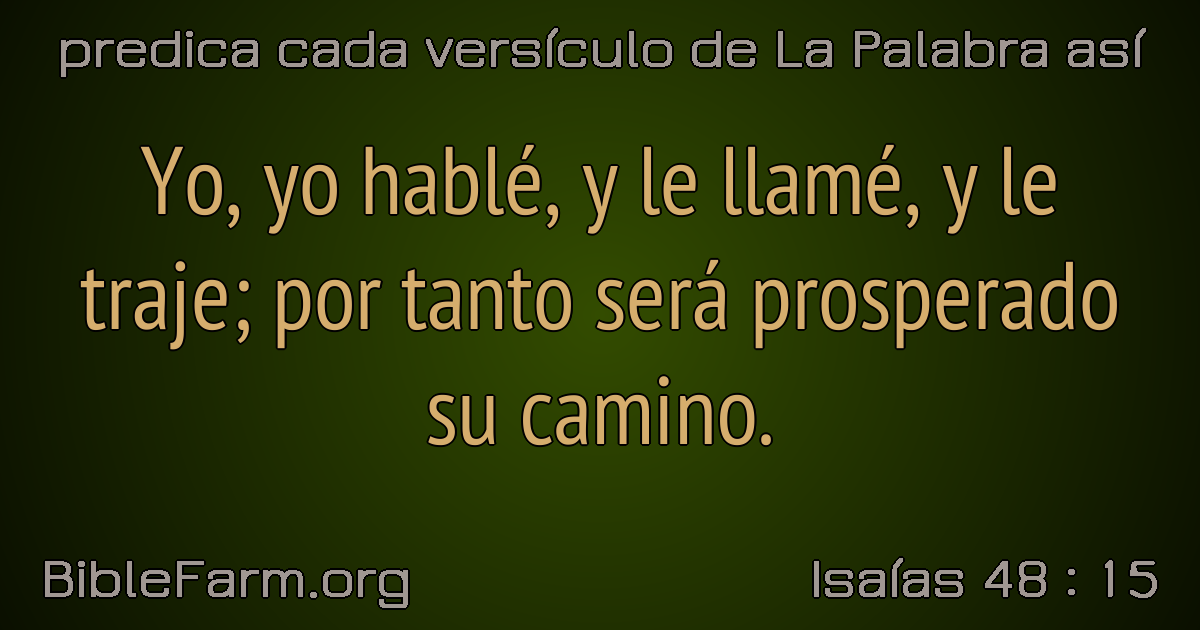 predica cada versículo de La Palabra así
Yo, yo hablé, y le llamé, y le
traje; por tanto será prosperado
su camino.
BibleFarm.org
Isaías 48 : 15